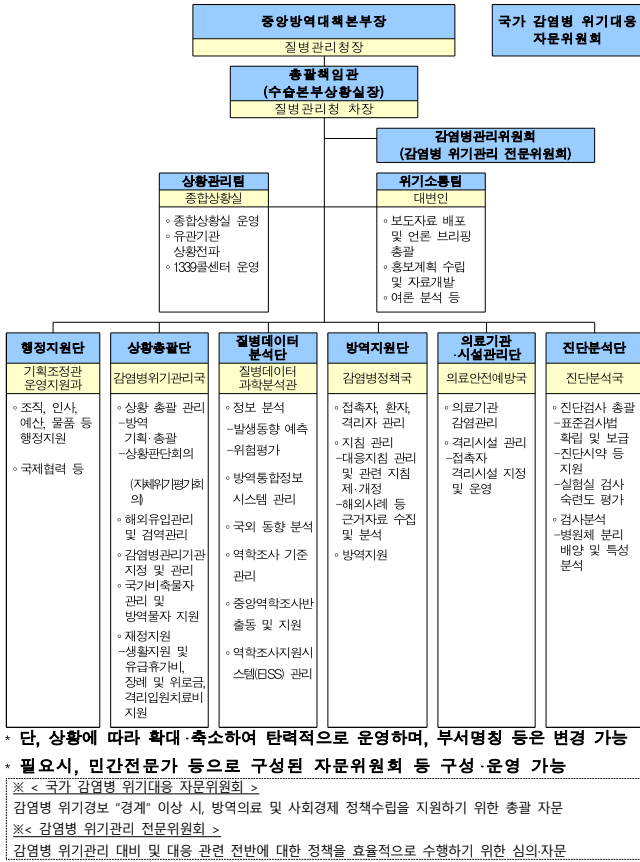 중앙방역대책본부장
질병관리청장
국가 감염병 위기대응
자문위원회
총괄책임관
(수습본부상황실장)
질병관리청 차장
감염병관리위원회
(감염병 위기관리 전문위원회)
상황관리팀
종합상황실
◦종합상황실 운영
◦유관기관
상황전파
◦1339콜센터 운영
위기소통팀
대변인
◦보도자료 배포
및 언론 브리핑
총괄
◦홍보계획 수립
및 자료개발
◦여론 분석 등
행정지원단
기획조정관
운영지원과
◦조직, 인사,
예산, 물품 등
행정지원
◦국제협력 등
상황총괄단
감염병위기관리국
◦상황 총괄 관리
-방역
기획·총괄
-상황판단회의
(자체위기평가회
의)
◦해외유입관리
및 검역관리
◦감염병관리기관
지정 및 관리
◦국가비축물자
관리 및
방역물자 지원
◦재정지원
-생활지원 및
유급휴가비,
장례 및 위로금,
격리입원치료비
지원
질병데이터
분석단
질병데이터
과학분석관
◦정보 분석
-발생동향 예측
-위험평가
◦방역통합정보
시스템 관리
◦국외 동향 분석
◦역학조사 기준
관리
◦중앙역학조사반
출동 및 지원
◦역학조사지원시
스템(EISS) 관리
방역지원단
감염병정책국
◦접촉자, 환자,
격리자 관리
◦지침 관리
-대응지침 관리
및 관련 지침
제·개정
-해외사례 등
근거자료 수집
및 분석
◦방역지원
의료기관
·시설관리단
의료안전예방국
◦의료기관
감염관리
◦격리시설 관리
-접촉자
격리시설 지정
및 운영
진단분석단
진단분석국
◦진단검사 총괄
-표준검사법
확립 및 보급
-진단시약 등
지원
-실험실 검사
숙련도 평가
◦검사분석
-병원체 분리
배양 및 특성
분석
* 단, 상황에 따라 확대·축소하여 탄력적으로 운영하며, 부서명칭 등은 변경 가능
* 필요시, 민간전문가 등으로 구성된 자문위원회 등 구성·운영 가능
※ < 국가 감염병 위기대응 자문위원회 >
감염병 위기경보 “경계” 이상 시, 방역의료 및 사회경제 정책수립을 지원하기 위한 총괄 자문
※< 감염병 위기관리 전문위원회 >
감염병 위기관리 대비 및 대응 관련 전반에 대한 정책을 효율적으로 수행하기 위한 심의·자문